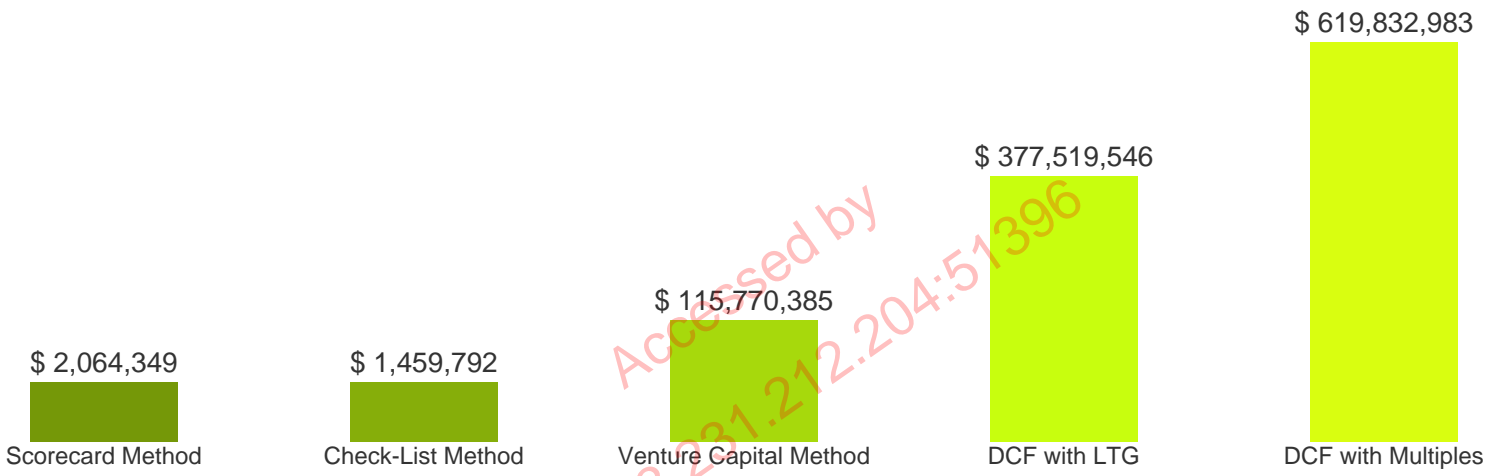 $ 619,832,983
$ 377,519,546
$ 115,770,385
$ 2,064,349
$ 1,459,792
Scorecard Method
Check-List Method
Venture Capital Method
DCF with LTG
DCF with Multiples
Accessed by
231.212.204:51396